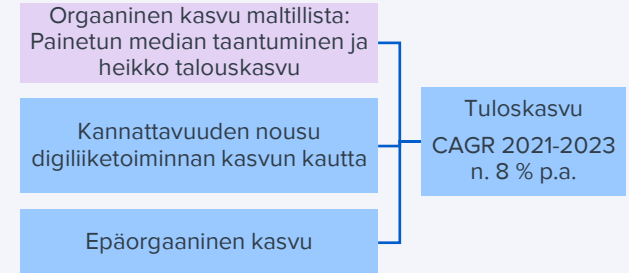 Orgaaninen kasvu maltillista:
Painetun median taantuminen ja
heikko talouskasvu
Kannattavuuden nousu
digiliiketoiminnan kasvun kautta
Epäorgaaninen kasvu
Tuloskasvu
CAGR 2021-2023
n. 8 % p.a.